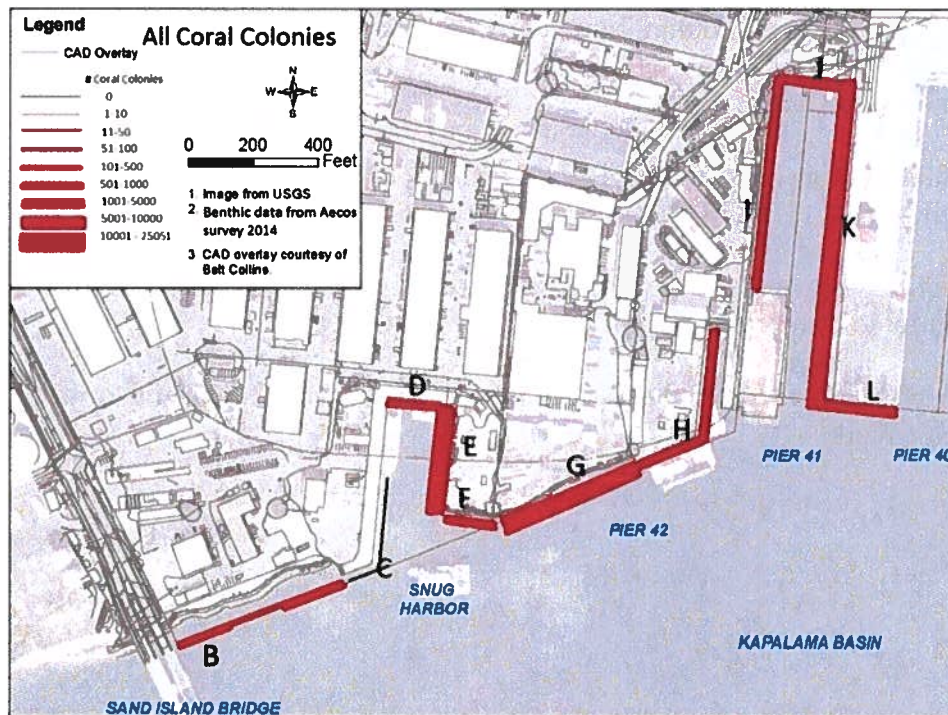 Legend
All Coral Colonies
CAD Overlay
# Coral Colonies
0
1-10
11-50
51-100
101-500
501-1000
1001-5000
5001-10000
10001 - 25051
N
W E
S
0 200 400
Feet
1 Image from USGS
2 Benthic data from Aecos
survey 2014
3 CAD overlay courtesy of
Belt Collins
J
I
K
D
L
E
H
PIER 41
PIER 40
G
F
PIER 42
C
SNUG
HARBOR
B
KAPALAMA BASIN
SAND ISLAND BRIDGE